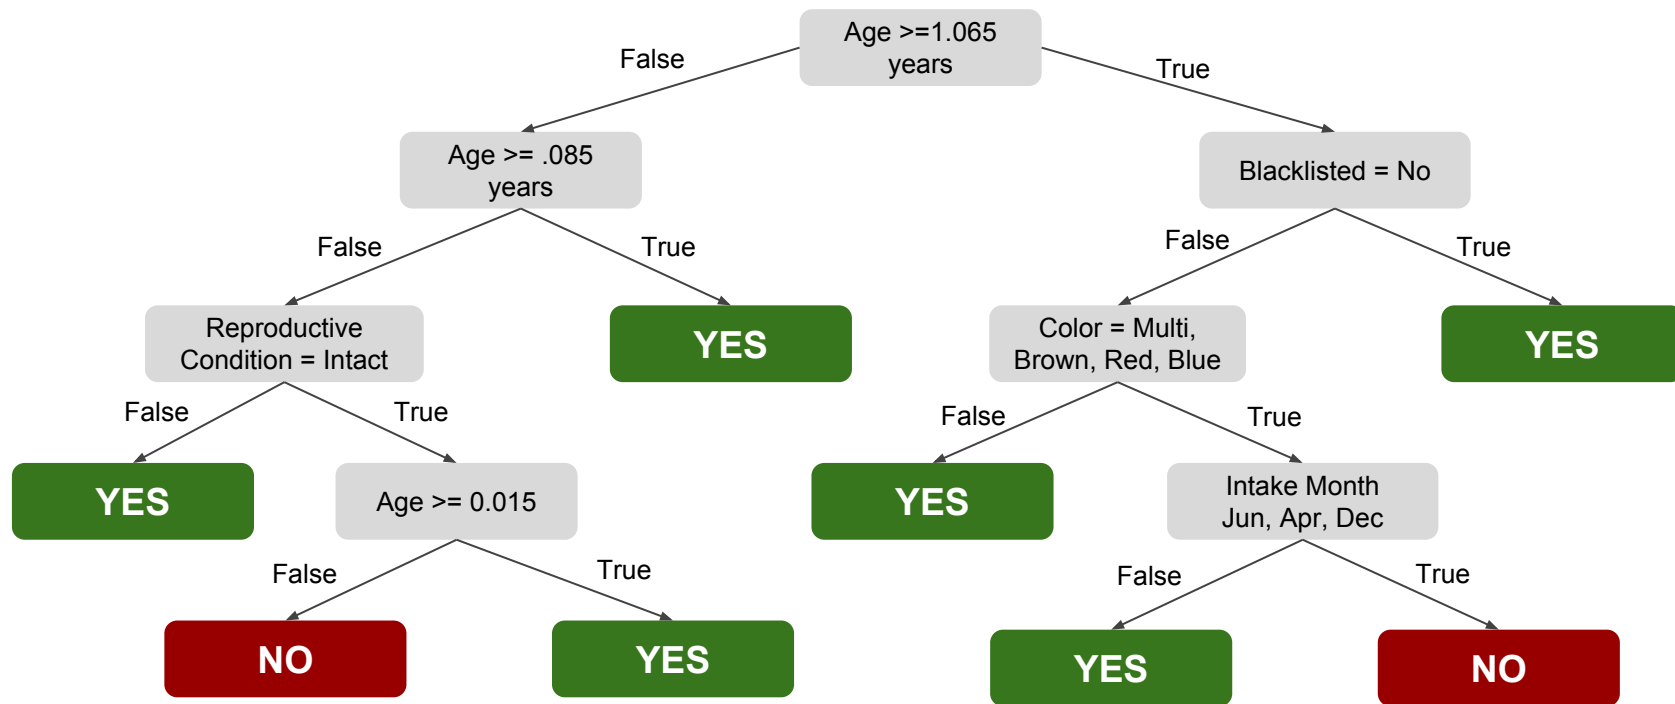 Age >=1.065
years
False
True
Age >= .085
years
Blacklisted = No
False
True
False
True
Reproductive
Condition = Intact
YES
Color = Multi,
Brown, Red, Blue
YES
False
True
False
True
YES
Age >= 0.015
YES
Intake Month
Jun, Apr, Dec
False
True
False
True
NO
YES
YES
NO